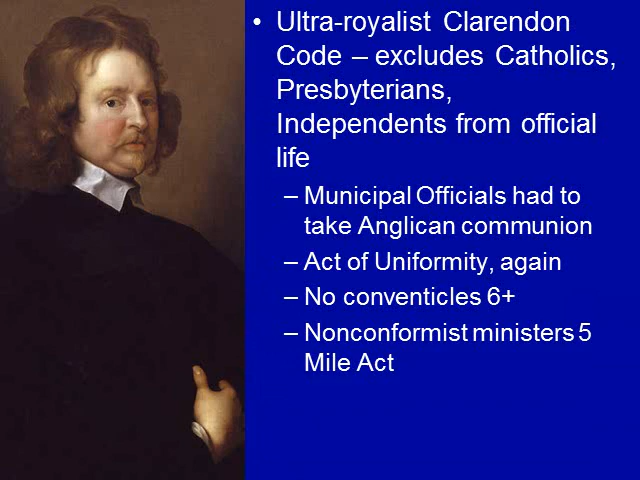 • Ultra-royalist Clarendon
Code – excludes Catholics,
Presbyterians,
Independents from official
life
– Municipal Officials had to
take Anglican communion
– Act of Uniformity, again
– No conventicles 6+
– Nonconformist ministers 5
Mile Act